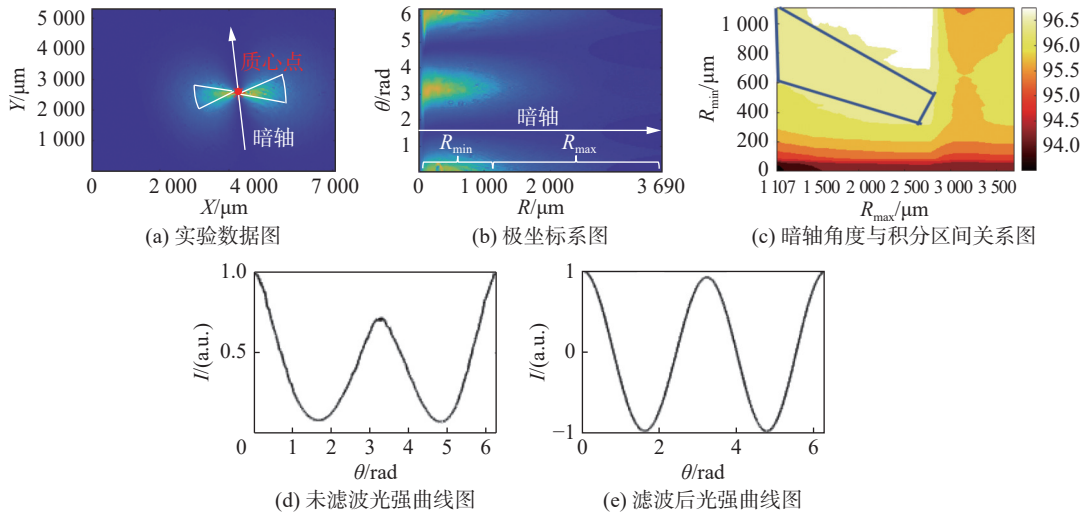 5 000
4 000
3 000
2 000
1 000
Y/μm
质心点
暗轴
0
2 000
4 000
7 000
X/μm
(a) 实验数据图
6
5
4
3
2
1
θ/rad
暗轴
Rmin
Rmax
0
1 000
2 000
3 690
R/μm
(b) 极坐标系图
1 000
800
600
400
200
0
Rmin/μm
1 107
1 500
2 000
2 500
3 000
3 500
Rmax/μm
96.5
96.0
95.5
95.0
94.5
94.0
(c) 暗轴角度与积分区间关系图
1.0
0.5
0
I/(a.u.)
0
1
2
3
4
5
6
θ/rad
(d) 未滤波光强曲线图
1
0
−1
I/(a.u.)
0
2
4
6
θ/rad
(e) 滤波后光强曲线图